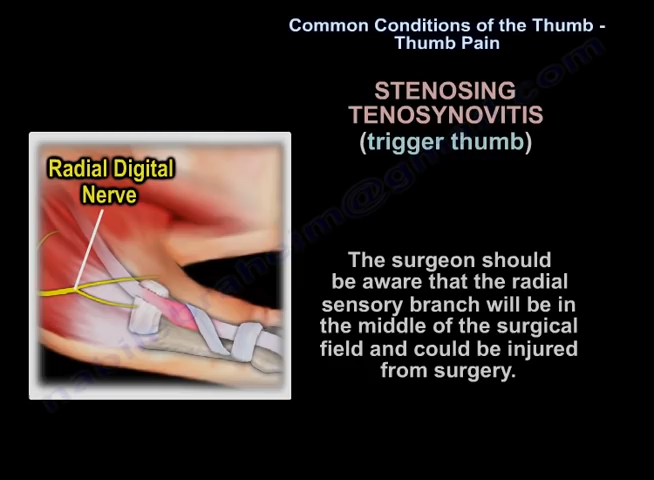 Common Conditions of the Thumb -
Thumb Pain
STENOSING
TENOSYNOVITIS
(trigger thumb)
Radial Digital
Nerve
The surgeon should
be aware that the radial
sensory branch will be in
the middle of the surgical
field and could be injured
from surgery.